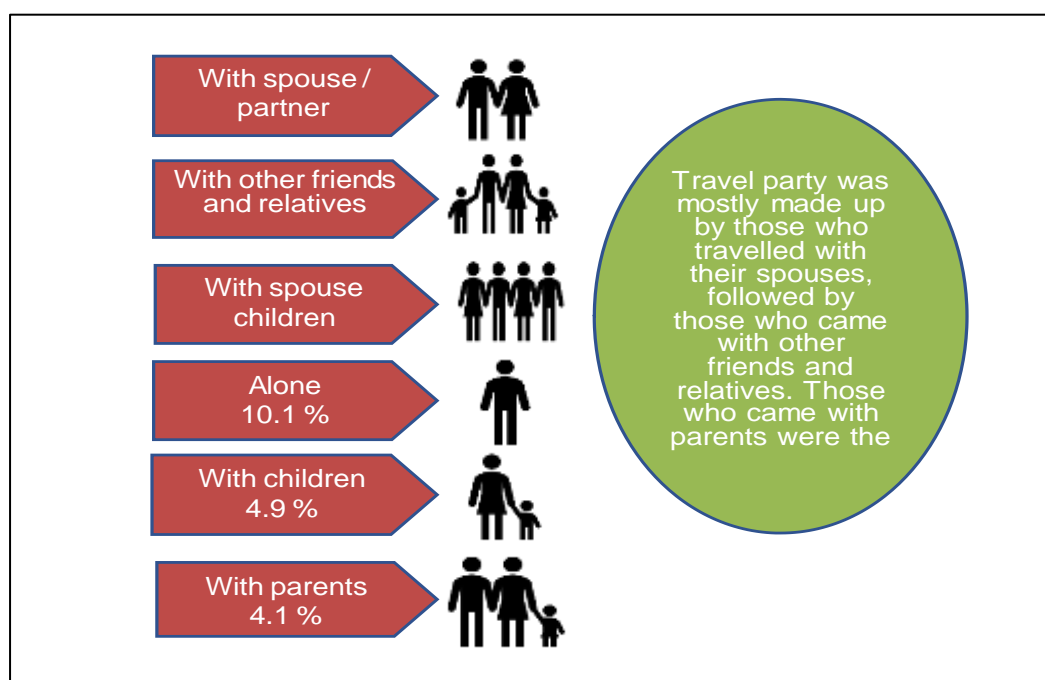 With spouse /
partner
With other friends
and relatives
With spouse
children
Alone
10.1 %
With children
4.9 %
With parents
4.1 %
Travel party was
mostly made up
by those who
travelled with
their spouses,
followed by
those who came
with other
friends and
relatives. Those
who came with
parents were the